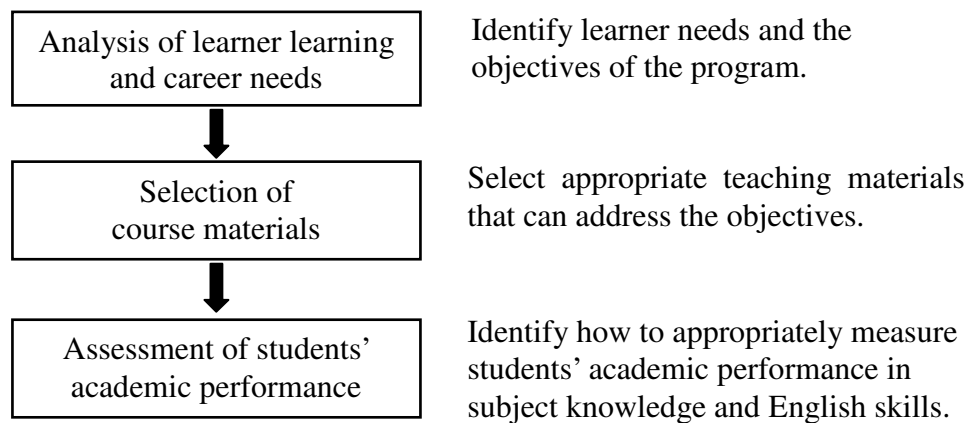 Analysis of learner learning
and career needs
Identify learner needs and the
objectives of the program.
Selection of
course materials
Select appropriate teaching materials
that can address the objectives.
Assessment of students’
academic performance
Identify how to appropriately measure
students’ academic performance in
subject knowledge and English skills.